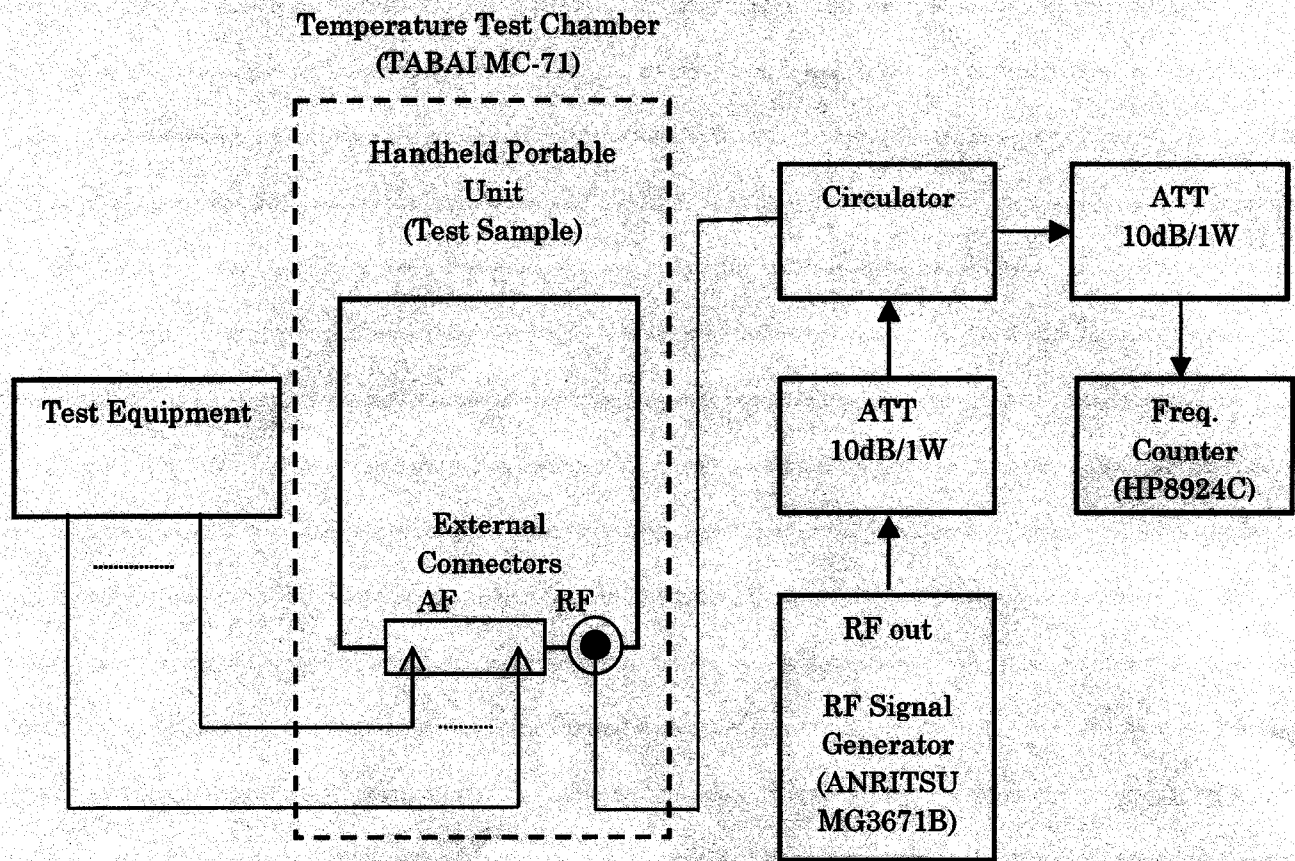 Temperature Test Chamber
(TABAI MC-71)
Handheld Portable
Unit
(Test Sample)
Test Equipment
External
Connectors
AF
RF
Circulator
ATT
10dB/1W
ATT
10dB/1W
Freq.
Counter
(HP8924C)
RF out
RF Signal
Generator
(ANRITSU
MG3671B)